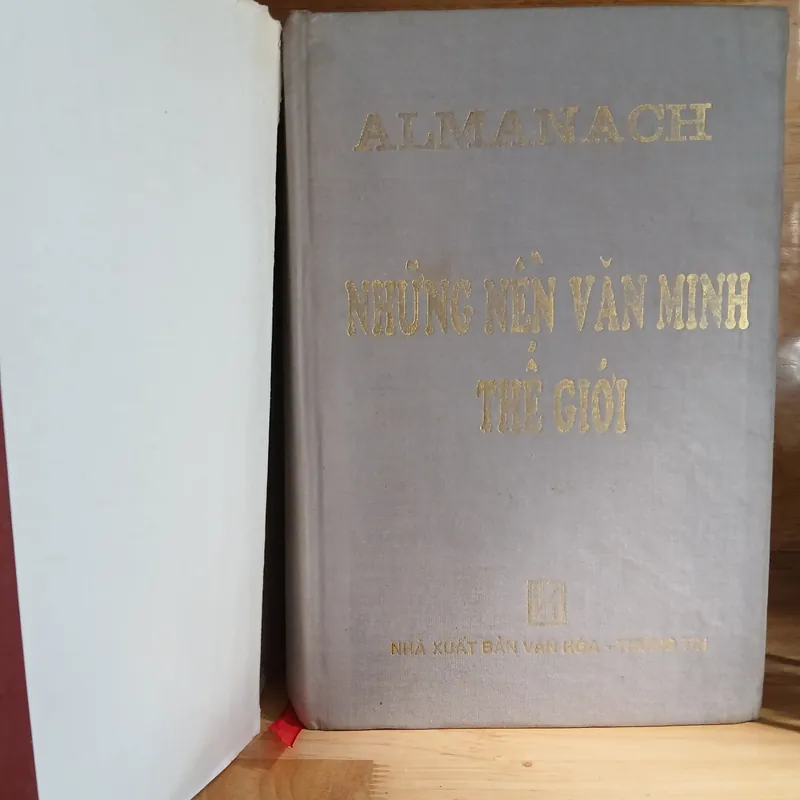 ALMANACH
NHỮNG NỀN VĂN MINH
THẾ GIỚI
NHÀ XUẤT BẢN VĂN HÓA - THÔNG TIN